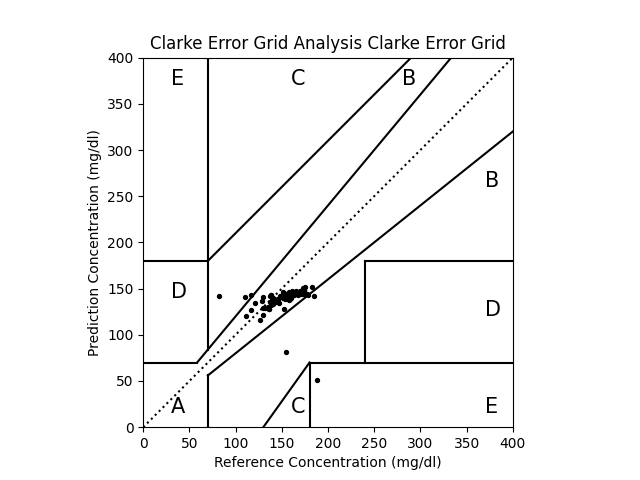 Clarke Error Grid Analysis Clarke Error Grid
400
350
300
250
200
150
100
50
0
Prediction Concentration (mg/dl)
E
C
B
B
D
D
A
C
E
0
50
100
150
200
250
300
350
400
Reference Concentration (mg/dl)